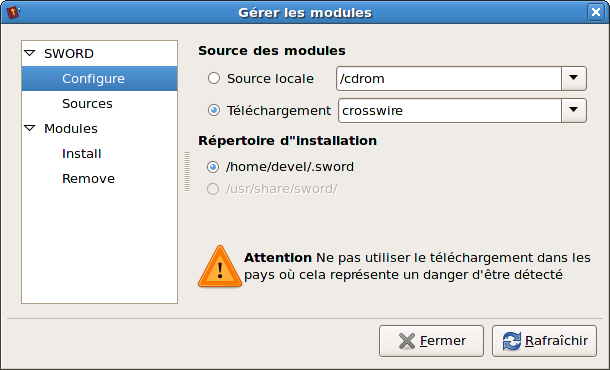 Gérer les modules
SWORD
Configure
Sources
Modules
Install
Remove
Source des modules
Source locale
/cdrom
Téléchargement
crosswire
Répertoire d"installation
/home/devel/.sword
/usr/share/sword/
Attention Ne pas utiliser le téléchargement dans les
pays où cela représente un danger d'être détecté
Fermer
Rafraîchir